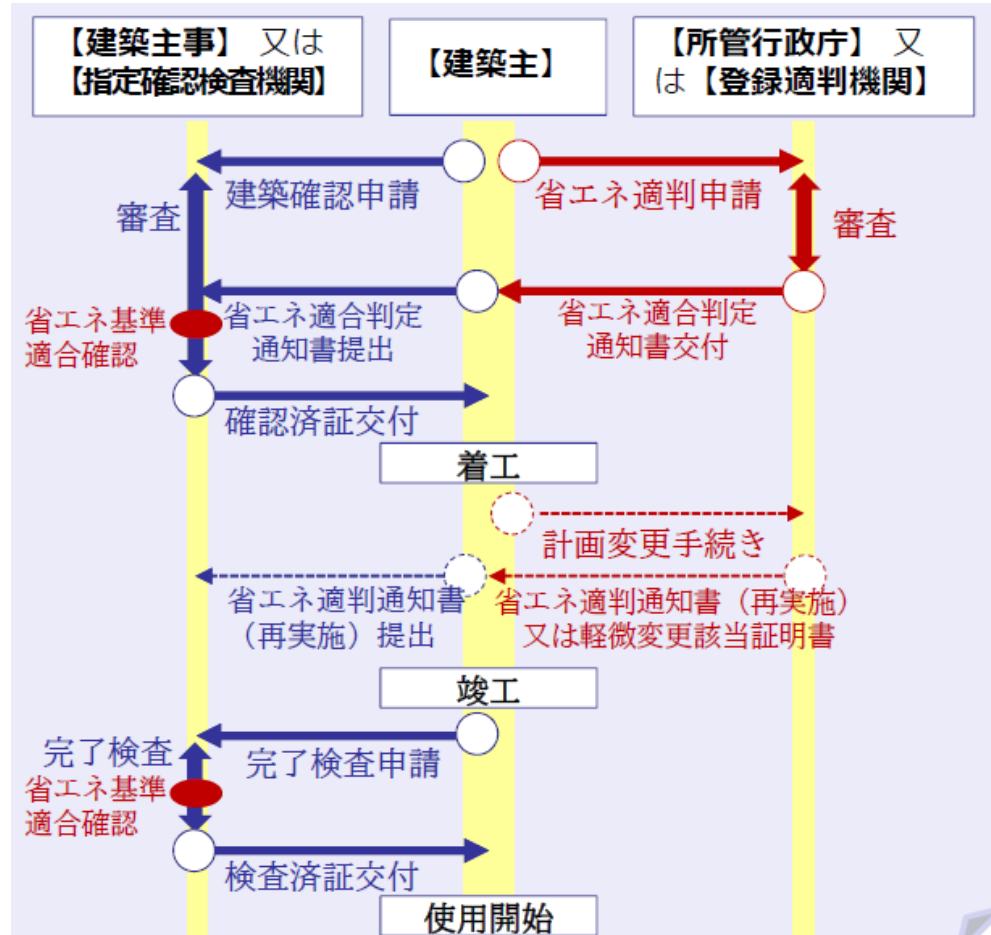 【建築主事】 又は
【指定確認検査機関】
【建築主】
【所管行政庁】 又
は【登録適判機関】
建築確認申請
省エネ適判申請
審査
審査
省エネ基準
適合確認
省エネ適合判定
通知書提出
省エネ適合判定
通知書交付
確認済証交付
着工
計画変更手続き
省エネ適判通知書
（再実施）提出
省エネ適判通知書（再実施）
又は軽微変更該当証明書
竣工
完了検査
完了検査申請
省エネ基準
適合確認
検査済証交付
使用開始